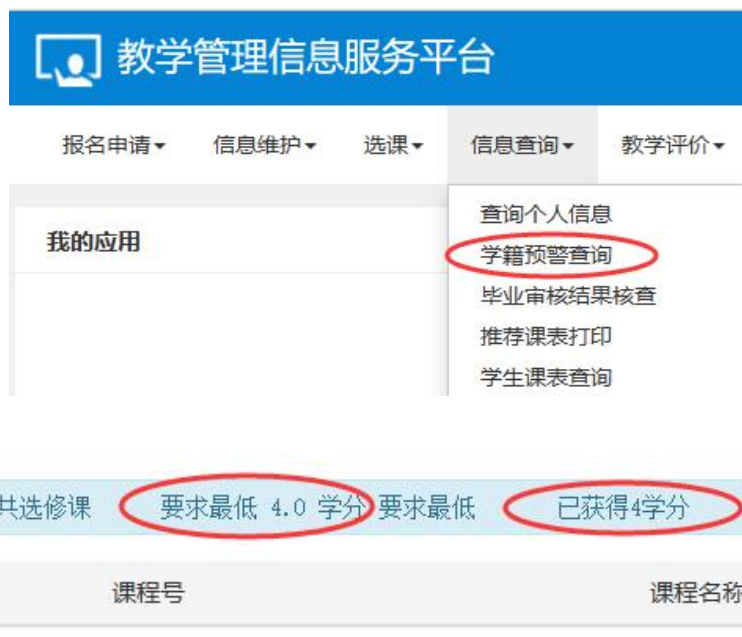 教学管理信息服务平台
报名申请 信息维护 选课 信息查询 教学评价
查询个人信息
我的应用
学籍预警查询
毕业审核结果核查
推荐课表打印
学生课表查询
共选修课 要求最低 4.0 学分 要求最低 已获得4学分
课程号 课程名称